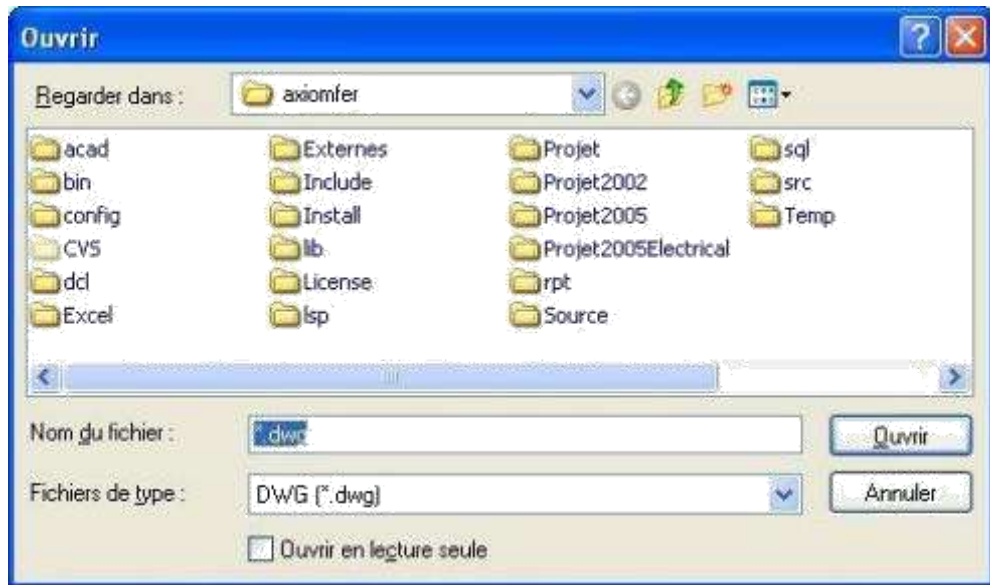 Ouvrir
Regarder dans :
axiomfer
acad
bin
config
CVS
dcl
Excel
Externes
Include
Install
lib
License
lsp
Projet
Projet2002
Projet2005
Projet2005Electrical
rpt
Source
sql
src
Temp
Nom du fichier :
*.dwg
Ouvrir
Fichiers de type :
DWG (*.dwg)
Annuler
Ouvrir en lecture seule